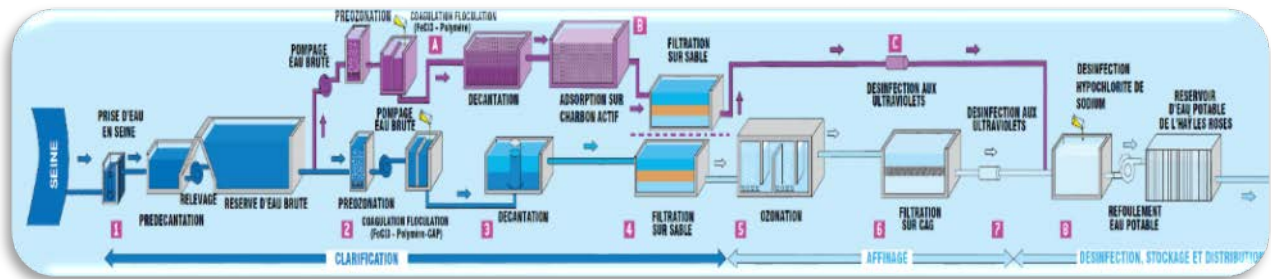 PREOZONATION
COAGULATION FLOCULATION
(FeCl3 - Polymère)
A
B
C
POMPAGE
EAU BRUTE
DECANTATION
ADSORPTION SUR
CHARBON ACTIF
FILTRATION
SUR SABLE
DESINFECTION AUX
ULTRAVIOLETS
DESINFECTION
HYPOCHLORITE DE
SODIUM
RESERVOIR
D'EAU POTABLE
DE L'HAY LES ROSES
SEINE
PRISE D'EAU
EN SEINE
RELEVAGE
PREDECANTATION
RESERVE D'EAU BRUTE
POMPAGE
EAU BRUTE
PREOZONATION
COAGULATION FLOCULATION
(FeCl3 - Polymère-CAP)
DECANTATION
FILTRATION
SUR SABLE
OZONATION
FILTRATION
SUR CAG
DESINFECTION AUX
ULTRAVIOLETS
REFOULEMENT
EAU POTABLE
1
2
3
4
5
6
7
8
CLARIFICATION
AFFINAGE
DESINFECTION, STOCKAGE ET DISTRIBUTION